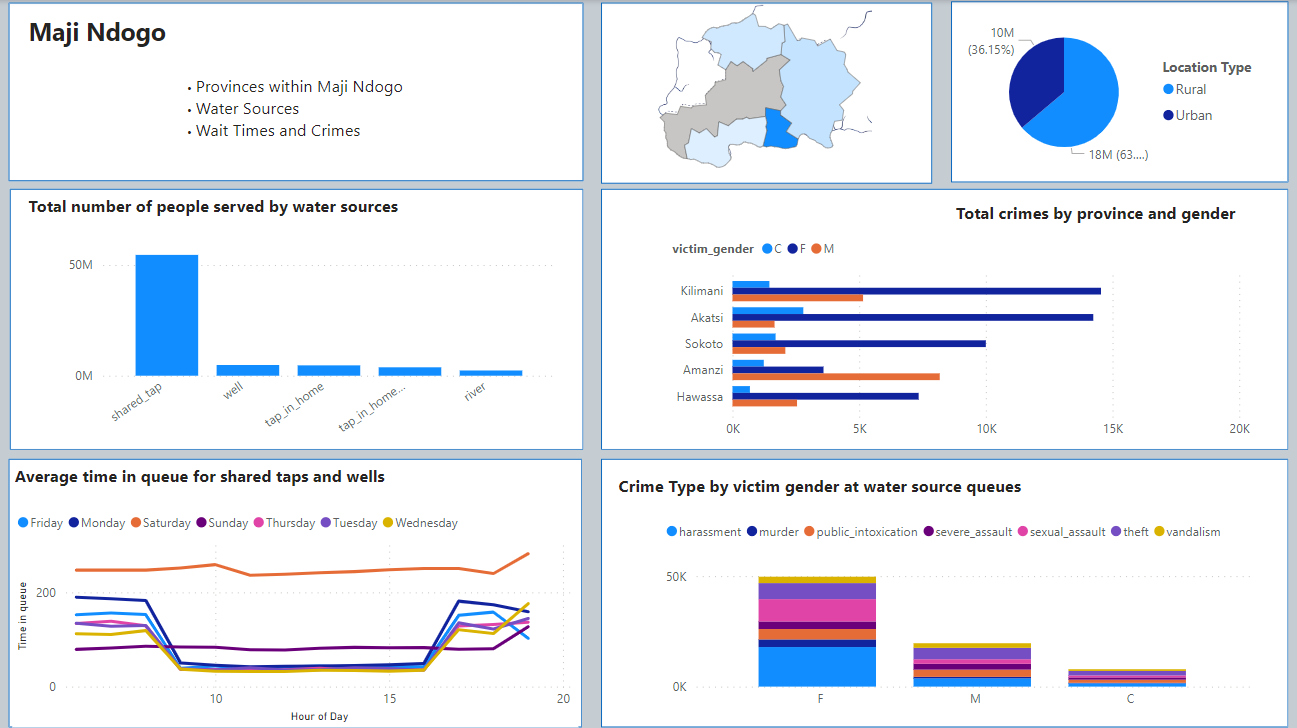 Maji Ndogo
• Provinces within Maji Ndogo
• Water Sources
• Wait Times and Crimes
10M
(36.15%)
18M (63....)
Location Type
Rural
Urban
Total number of people served by water sources
50M
0M
shared_tap
well
tap_in_home
tap_in_home...
river
Total crimes by province and gender
victim_gender C F M
Kilimani
Akatsi
Sokoto
Amanzi
Hawassa
0K 5K 10K 15K 20K
Average time in queue for shared taps and wells
Friday Monday Saturday Sunday Thursday Tuesday Wednesday
Time in queue
200
0
10 15 20
Hour of Day
Crime Type by victim gender at water source queues
harassment murder public_intoxication severe_assault sexual_assault theft vandalism
50K
0K
F M C